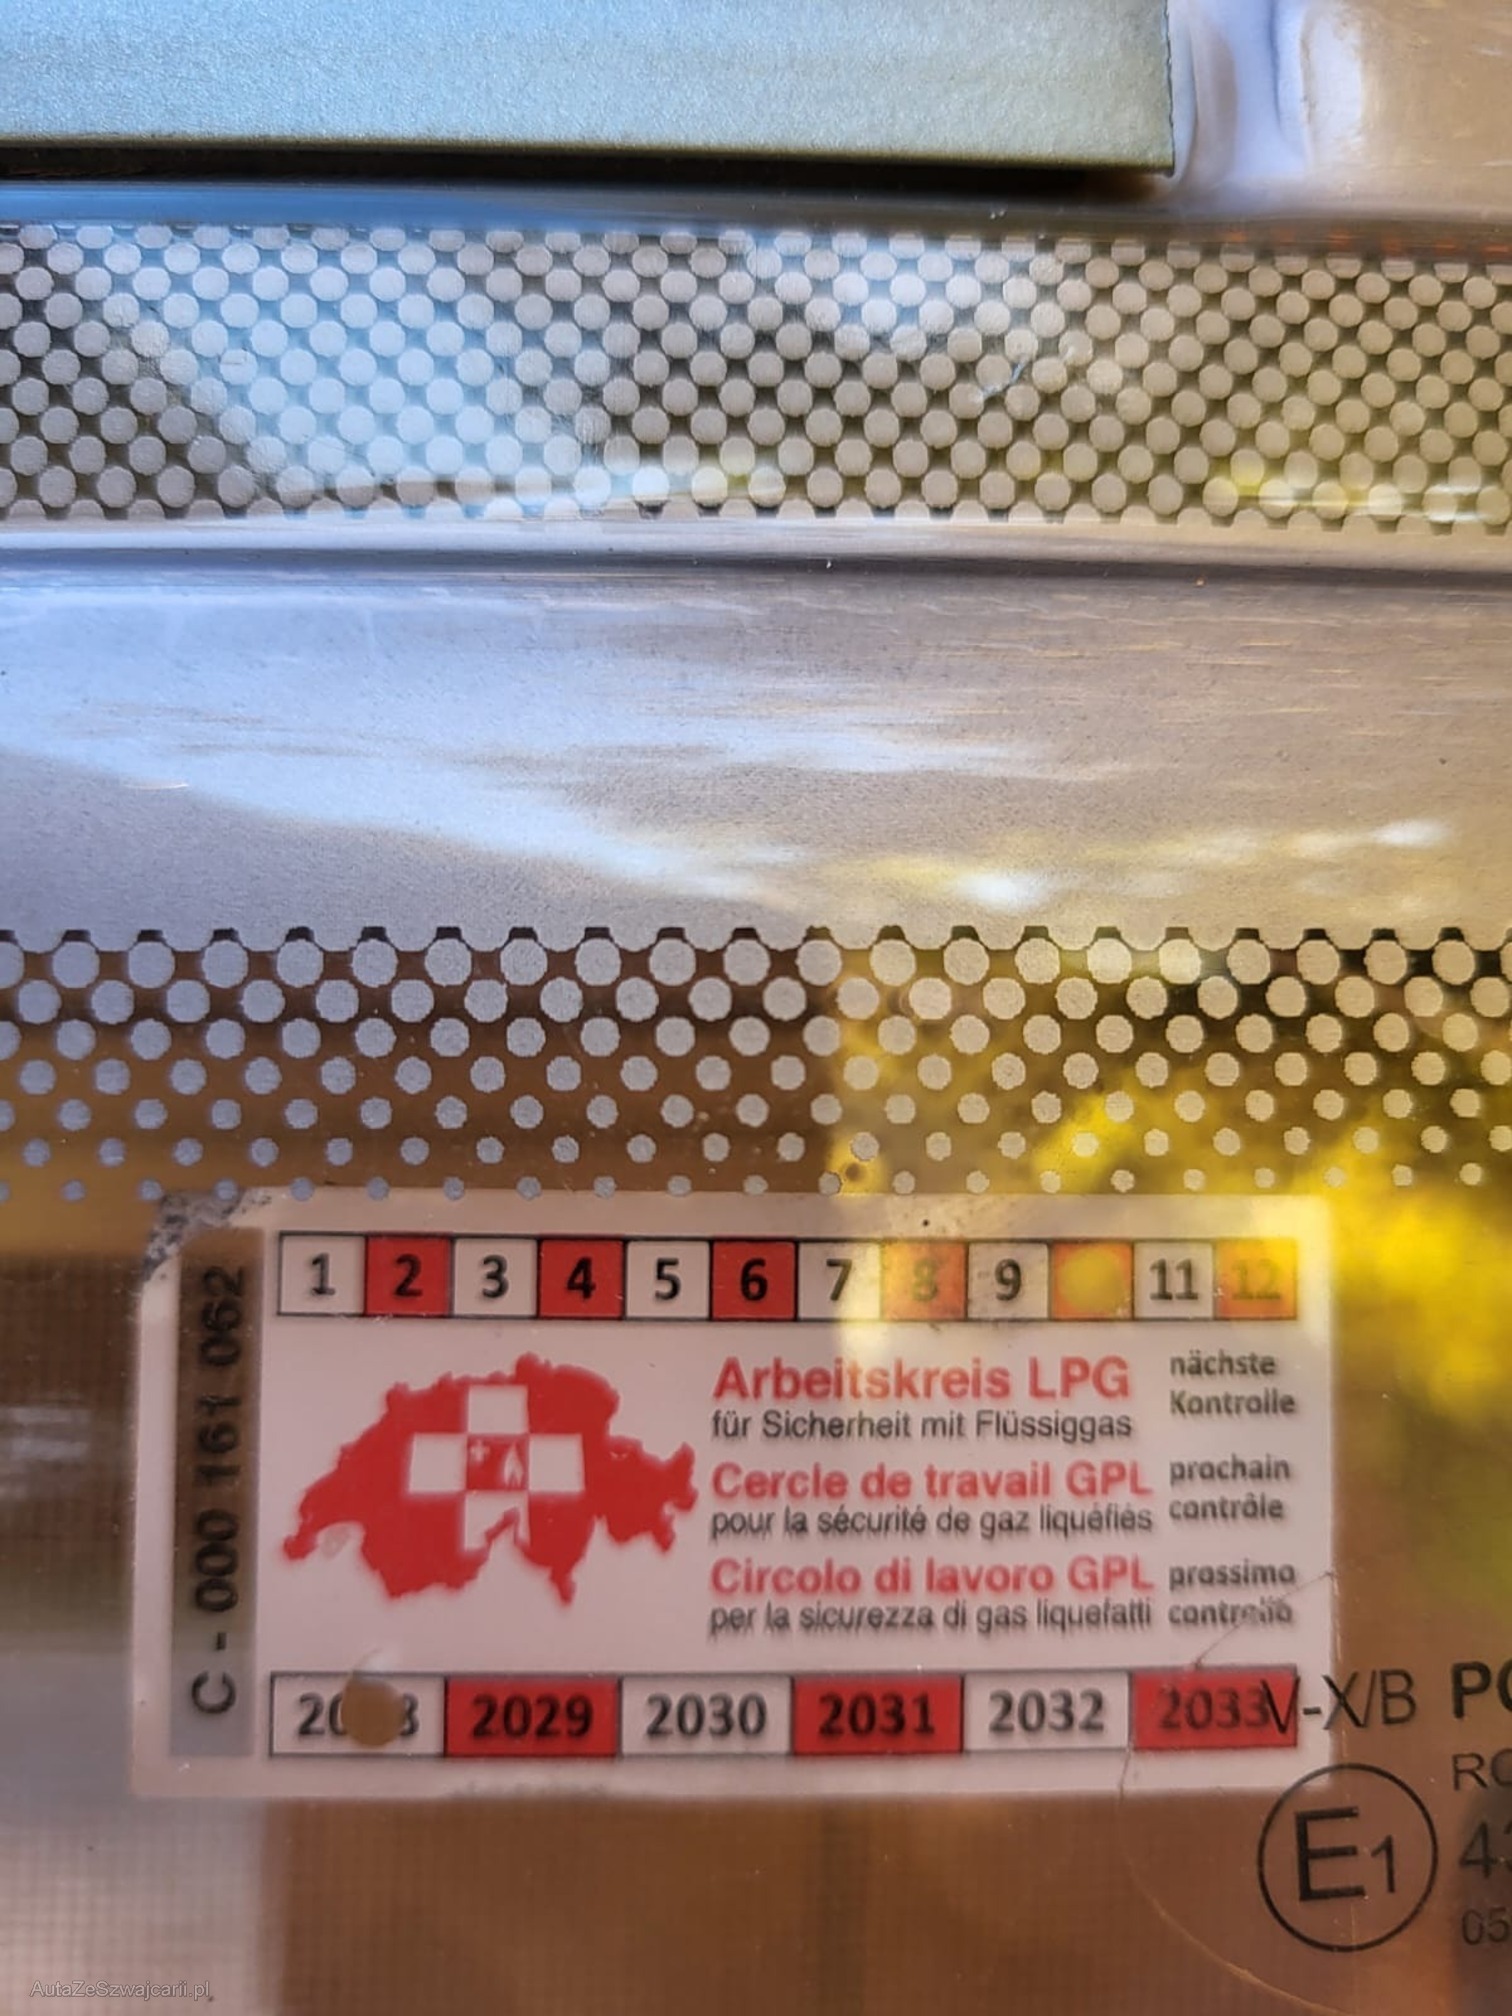 1 2 3 4 5 6 7 8 9 11 12
C - 000 161 062
Arbeitskreis LPG
für Sicherheit mit Flüssiggas
nächste
Kontrolle
Cercle de travail GPL
pour la sécurité de gaz liquéfiés
prochain
contrôle
Circolo di lavoro GPL
per la sicurezza di gas liquefatti
prossimo
controllo
2029 2030 2031 2032 2033
V-X/B
E1
AutaZeSzwajcarii.pl